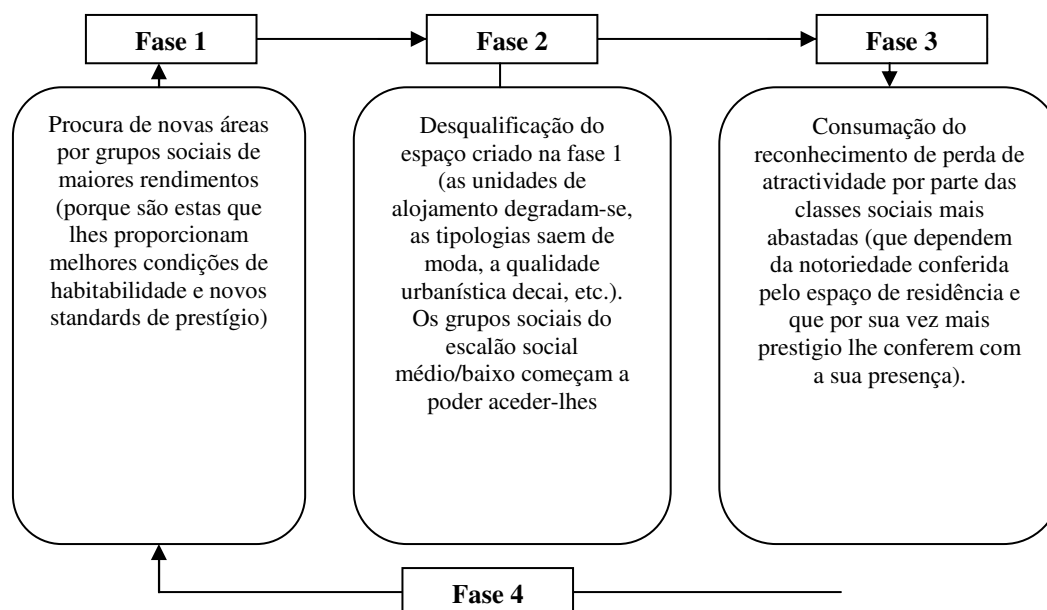 Fase 1
Fase 2
Fase 3
Procura de novas áreas
por grupos sociais de
maiores rendimentos
(porque são estas que
lhes proporcionam
melhores condições de
habitabilidade e novos
standards de prestígio)
Desqualificação do
espaço criado na fase 1
(as unidades de
alojamento degradam-se,
as tipologias saem de
moda, a qualidade
urbanística decai, etc.).
Os grupos sociais do
escalão social
médio/baixo começam a
poder aceder-lhes
Consumação do
reconhecimento de perda de
atractividade por parte das
classes sociais mais
abastadas (que dependem
da notoriedade conferida
pelo espaço de residência e
que por sua vez mais
prestigio lhe conferem com
a sua presença).
Fase 4